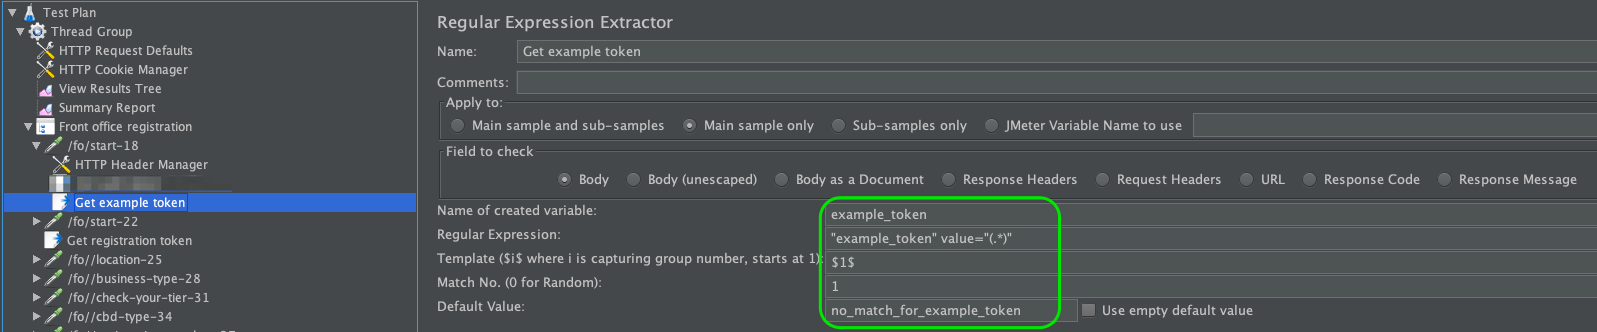 Test Plan
Thread Group
HTTP Request Defaults
HTTP Cookie Manager
View Results Tree
Summary Report
Front office registration
/fo/start-18
HTTP Header Manager
Get example token
/fo/start-22
Get registration token
/fo//location-25
/fo//business-type-28
/fo//check-your-tier-31
/fo//cbd-type-34
Regular Expression Extractor
Name: Get example token
Comments:
Apply to:
Main sample and sub-samples Main sample only Sub-samples only JMeter Variable Name to use
Field to check
Body Body (unescaped) Body as a Document Response Headers Request Headers URL Response Code Response Message
Name of created variable: example_token
Regular Expression: "example_token" value="(.*)"
Template ($i$ where i is capturing group number, starts at 1): $1$
Match No. (0 for Random): 1
Default Value: no_match_for_example_token Use empty default value